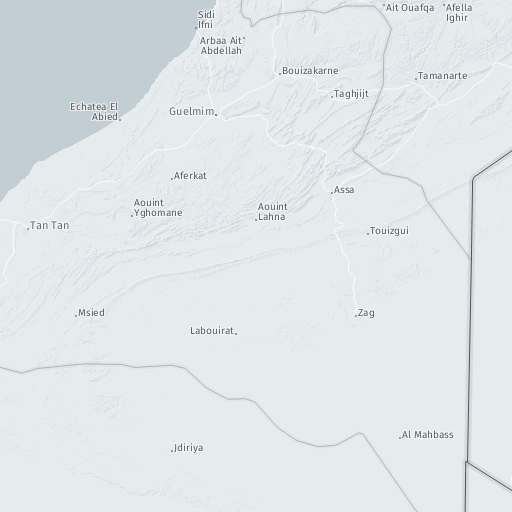 Ait Ouafqa
Afella
Ighir
Sidi
Ifni
Arbaa Ait
Abdellah
Bouizakarne
Tamanarte
Taghjijt
Echatea El
Abied
Guelmim
Aferkat
Assa
Aouint
Yghomane
Aouint
Lahna
Tan Tan
Touizgui
Msied
Zag
Labouirat
Al Mahbass
Jdiriya